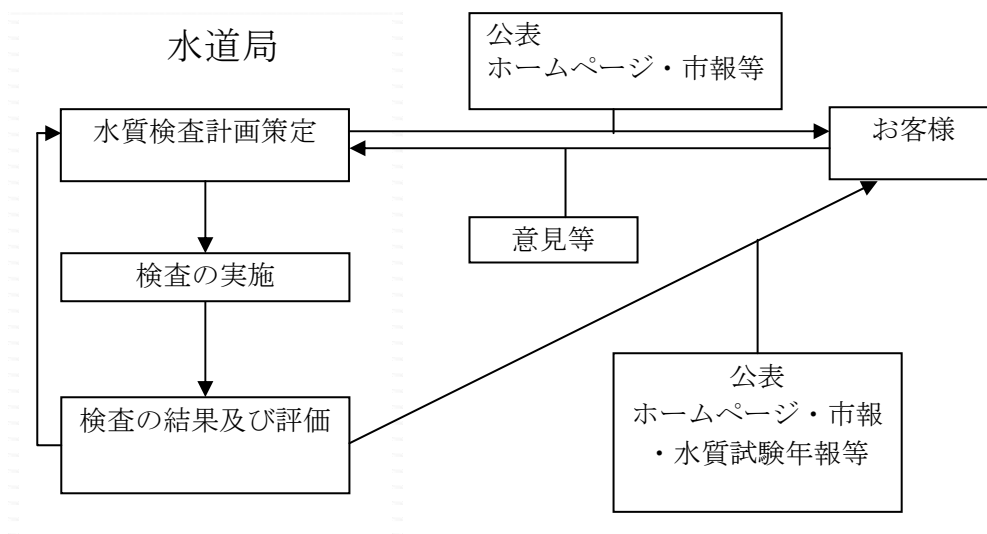 水道局
公表
ホームページ・市報等
水質検査計画策定
お客様
意見等
検査の実施
検査の結果及び評価
公表
ホームページ・市報
・水質試験年報等